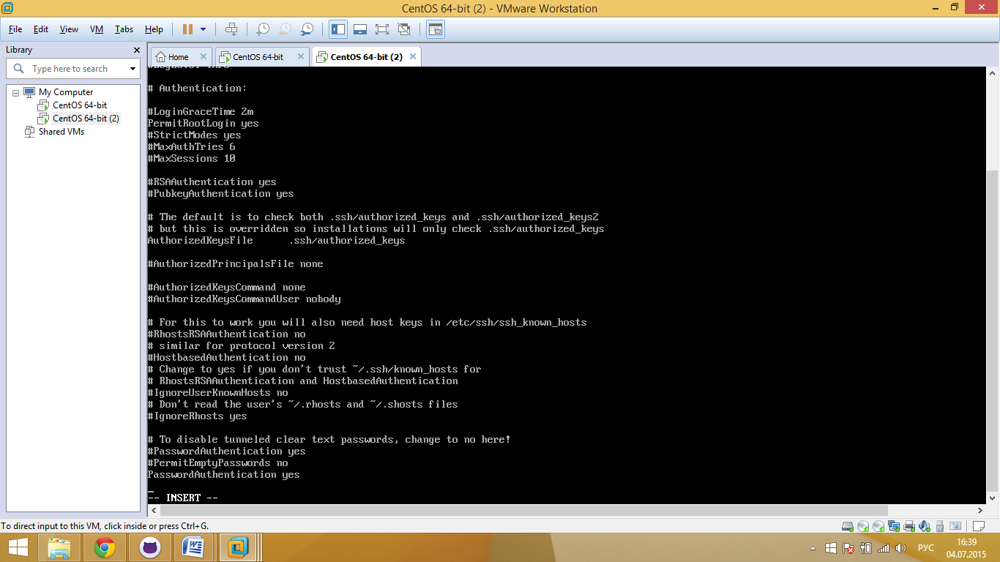 CentOS 64-bit (2) - VMware Workstation
File Edit View VM Tabs Help
Library
Type here to search
My Computer
CentOS 64-bit
CentOS 64-bit (2)
Shared VMs
Home CentOS 64-bit CentOS 64-bit (2)
# Authentication:
#LoginGraceTime 2m
PermitRootLogin yes
#StrictModes yes
#MaxAuthTries 6
#MaxSessions 10
#RSAAuthentication yes
#PubkeyAuthentication yes
# The default is to check both .ssh/authorized_keys and .ssh/authorized_keys2
# but this is overridden so installations will only check .ssh/authorized_keys
AuthorizedKeysFile .ssh/authorized_keys
#AuthorizedPrincipalsFile none
#AuthorizedKeysCommand none
#AuthorizedKeysCommandUser nobody
# For this to work you will also need host keys in /etc/ssh/ssh_known_hosts
#RhostsRSAAuthentication no
# similar for protocol version 2
#HostbasedAuthentication no
# Change to yes if you don't trust ~/.ssh/known_hosts for
# RhostsRSAAuthentication and HostbasedAuthentication
#IgnoreUserKnownHosts no
# Don't read the user's ~/.rhosts and ~/.shosts files
#IgnoreRhosts yes
# To disable tunneled clear text passwords, change to no here!
#PasswordAuthentication yes
#PermitEmptyPasswords no
PasswordAuthentication yes
-- INSERT --
To direct input to this VM, click inside or press Ctrl+G.
РУС
16:39
04.07.2015